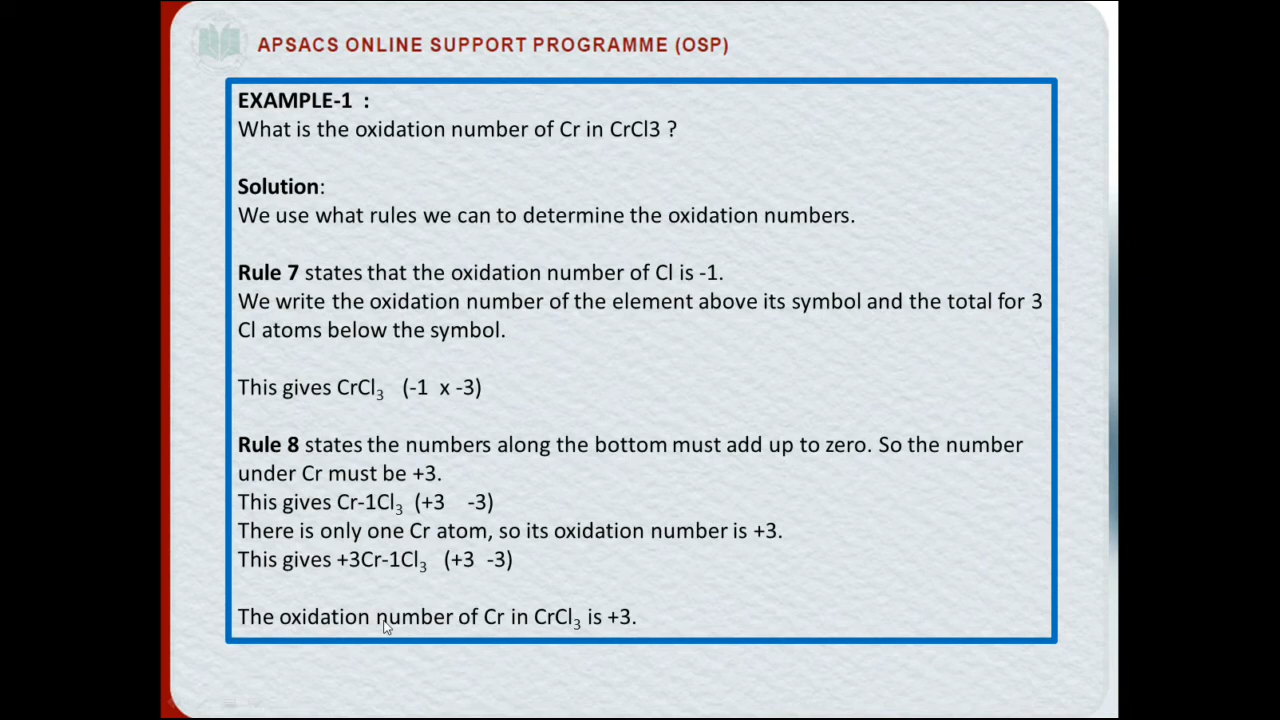 APSACS ONLINE SUPPORT PROGRAMME (OSP)
EXAMPLE-1 :
What is the oxidation number of Cr in CrCl3 ?
Solution:
We use what rules we can to determine the oxidation numbers.
Rule 7 states that the oxidation number of Cl is -1.
We write the oxidation number of the element above its symbol and the total for 3
Cl atoms below the symbol.
This gives CrCl₃ (-1 x -3)
Rule 8 states the numbers along the bottom must add up to zero. So the number
under Cr must be +3.
This gives Cr-1Cl₃ (+3 -3)
There is only one Cr atom, so its oxidation number is +3.
This gives +3Cr-1Cl₃ (+3 -3)
The oxidation number of Cr in CrCl₃ is +3.